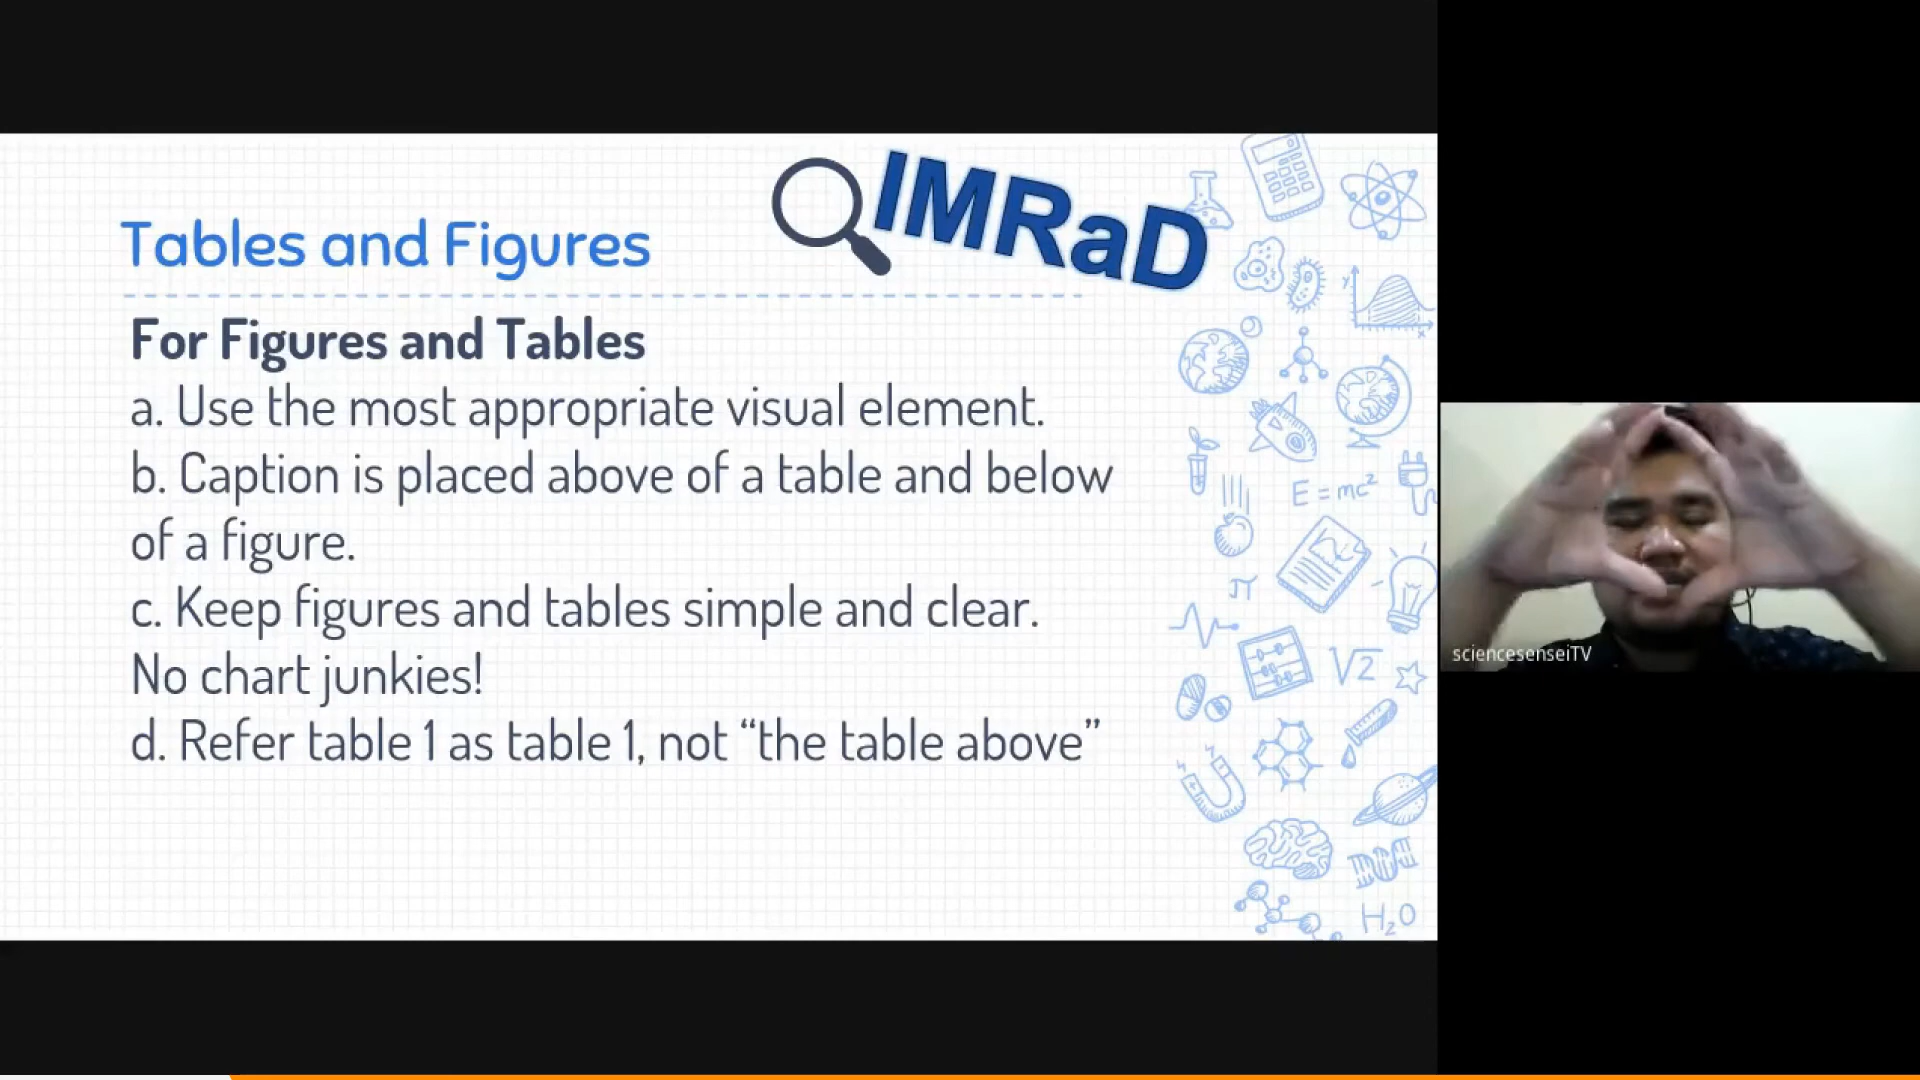 IMRaD
Tables and Figures
For Figures and Tables
a. Use the most appropriate visual element.
b. Caption is placed above of a table and below
of a figure.
c. Keep figures and tables simple and clear.
No chart junkies!
d. Refer table 1 as table 1, not “the table above”
y
x
E=mc²
π
√2
H₂O
sciencesenseiTV